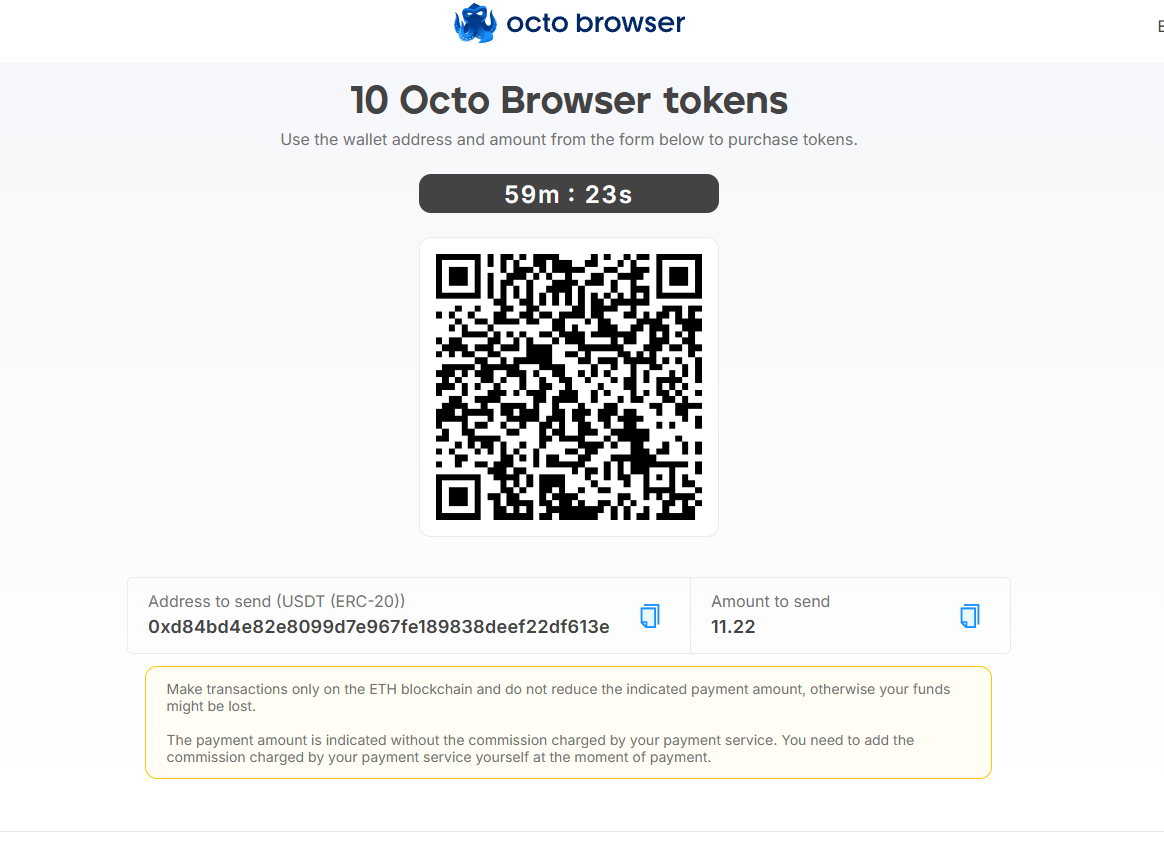 octo browser
10 Octo Browser tokens
Use the wallet address and amount from the form below to purchase tokens.
59m : 23s
Address to send (USDT (ERC-20))
0xd84bd4e82e8099d7e967fe189838deef22df613e
Amount to send
11.22
Make transactions only on the ETH blockchain and do not reduce the indicated payment amount, otherwise your funds
might be lost.
The payment amount is indicated without the commission charged by your payment service. You need to add the
commission charged by your payment service yourself at the moment of payment.